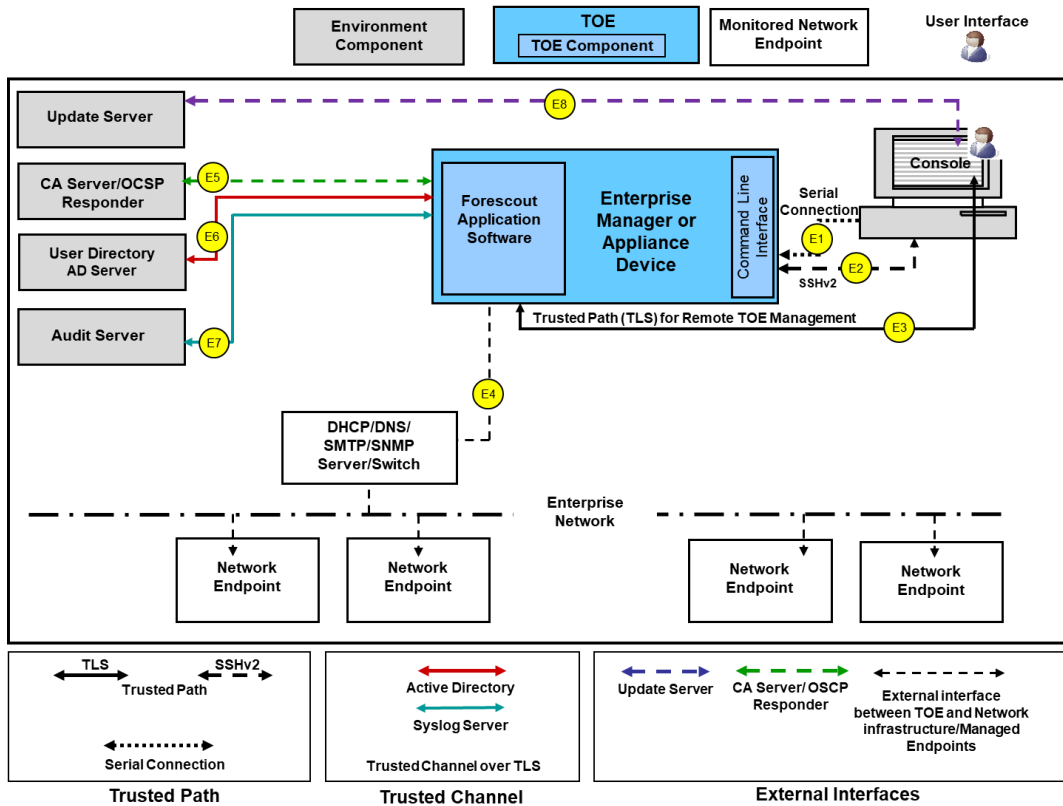 Environment
Component
TOE
TOE Component
Monitored Network
Endpoint
User Interface
Update Server
E8
CA Server/OCSP
Responder
E5
User Directory
AD Server
E6
Audit Server
E7
Forescout
Application
Software
Enterprise
Manager or
Appliance
Device
Command Line
Interface
Console
Serial
Connection
E1
E2
SSHv2
Trusted Path (TLS) for Remote TOE Management
E3
E4
DHCP/DNS/
SMTP/SNMP
Server/Switch
Enterprise
Network
Network
Endpoint
Network
Endpoint
Network
Endpoint
Network
Endpoint
TLS
SSHv2
Trusted Path
Serial Connection
Trusted Path
Active Directory
Syslog Server
Trusted Channel over TLS
Trusted Channel
Update Server
CA Server/ OSCP
Responder
External interface
between TOE and Network
infrastructure/Managed
Endpoints
External Interfaces